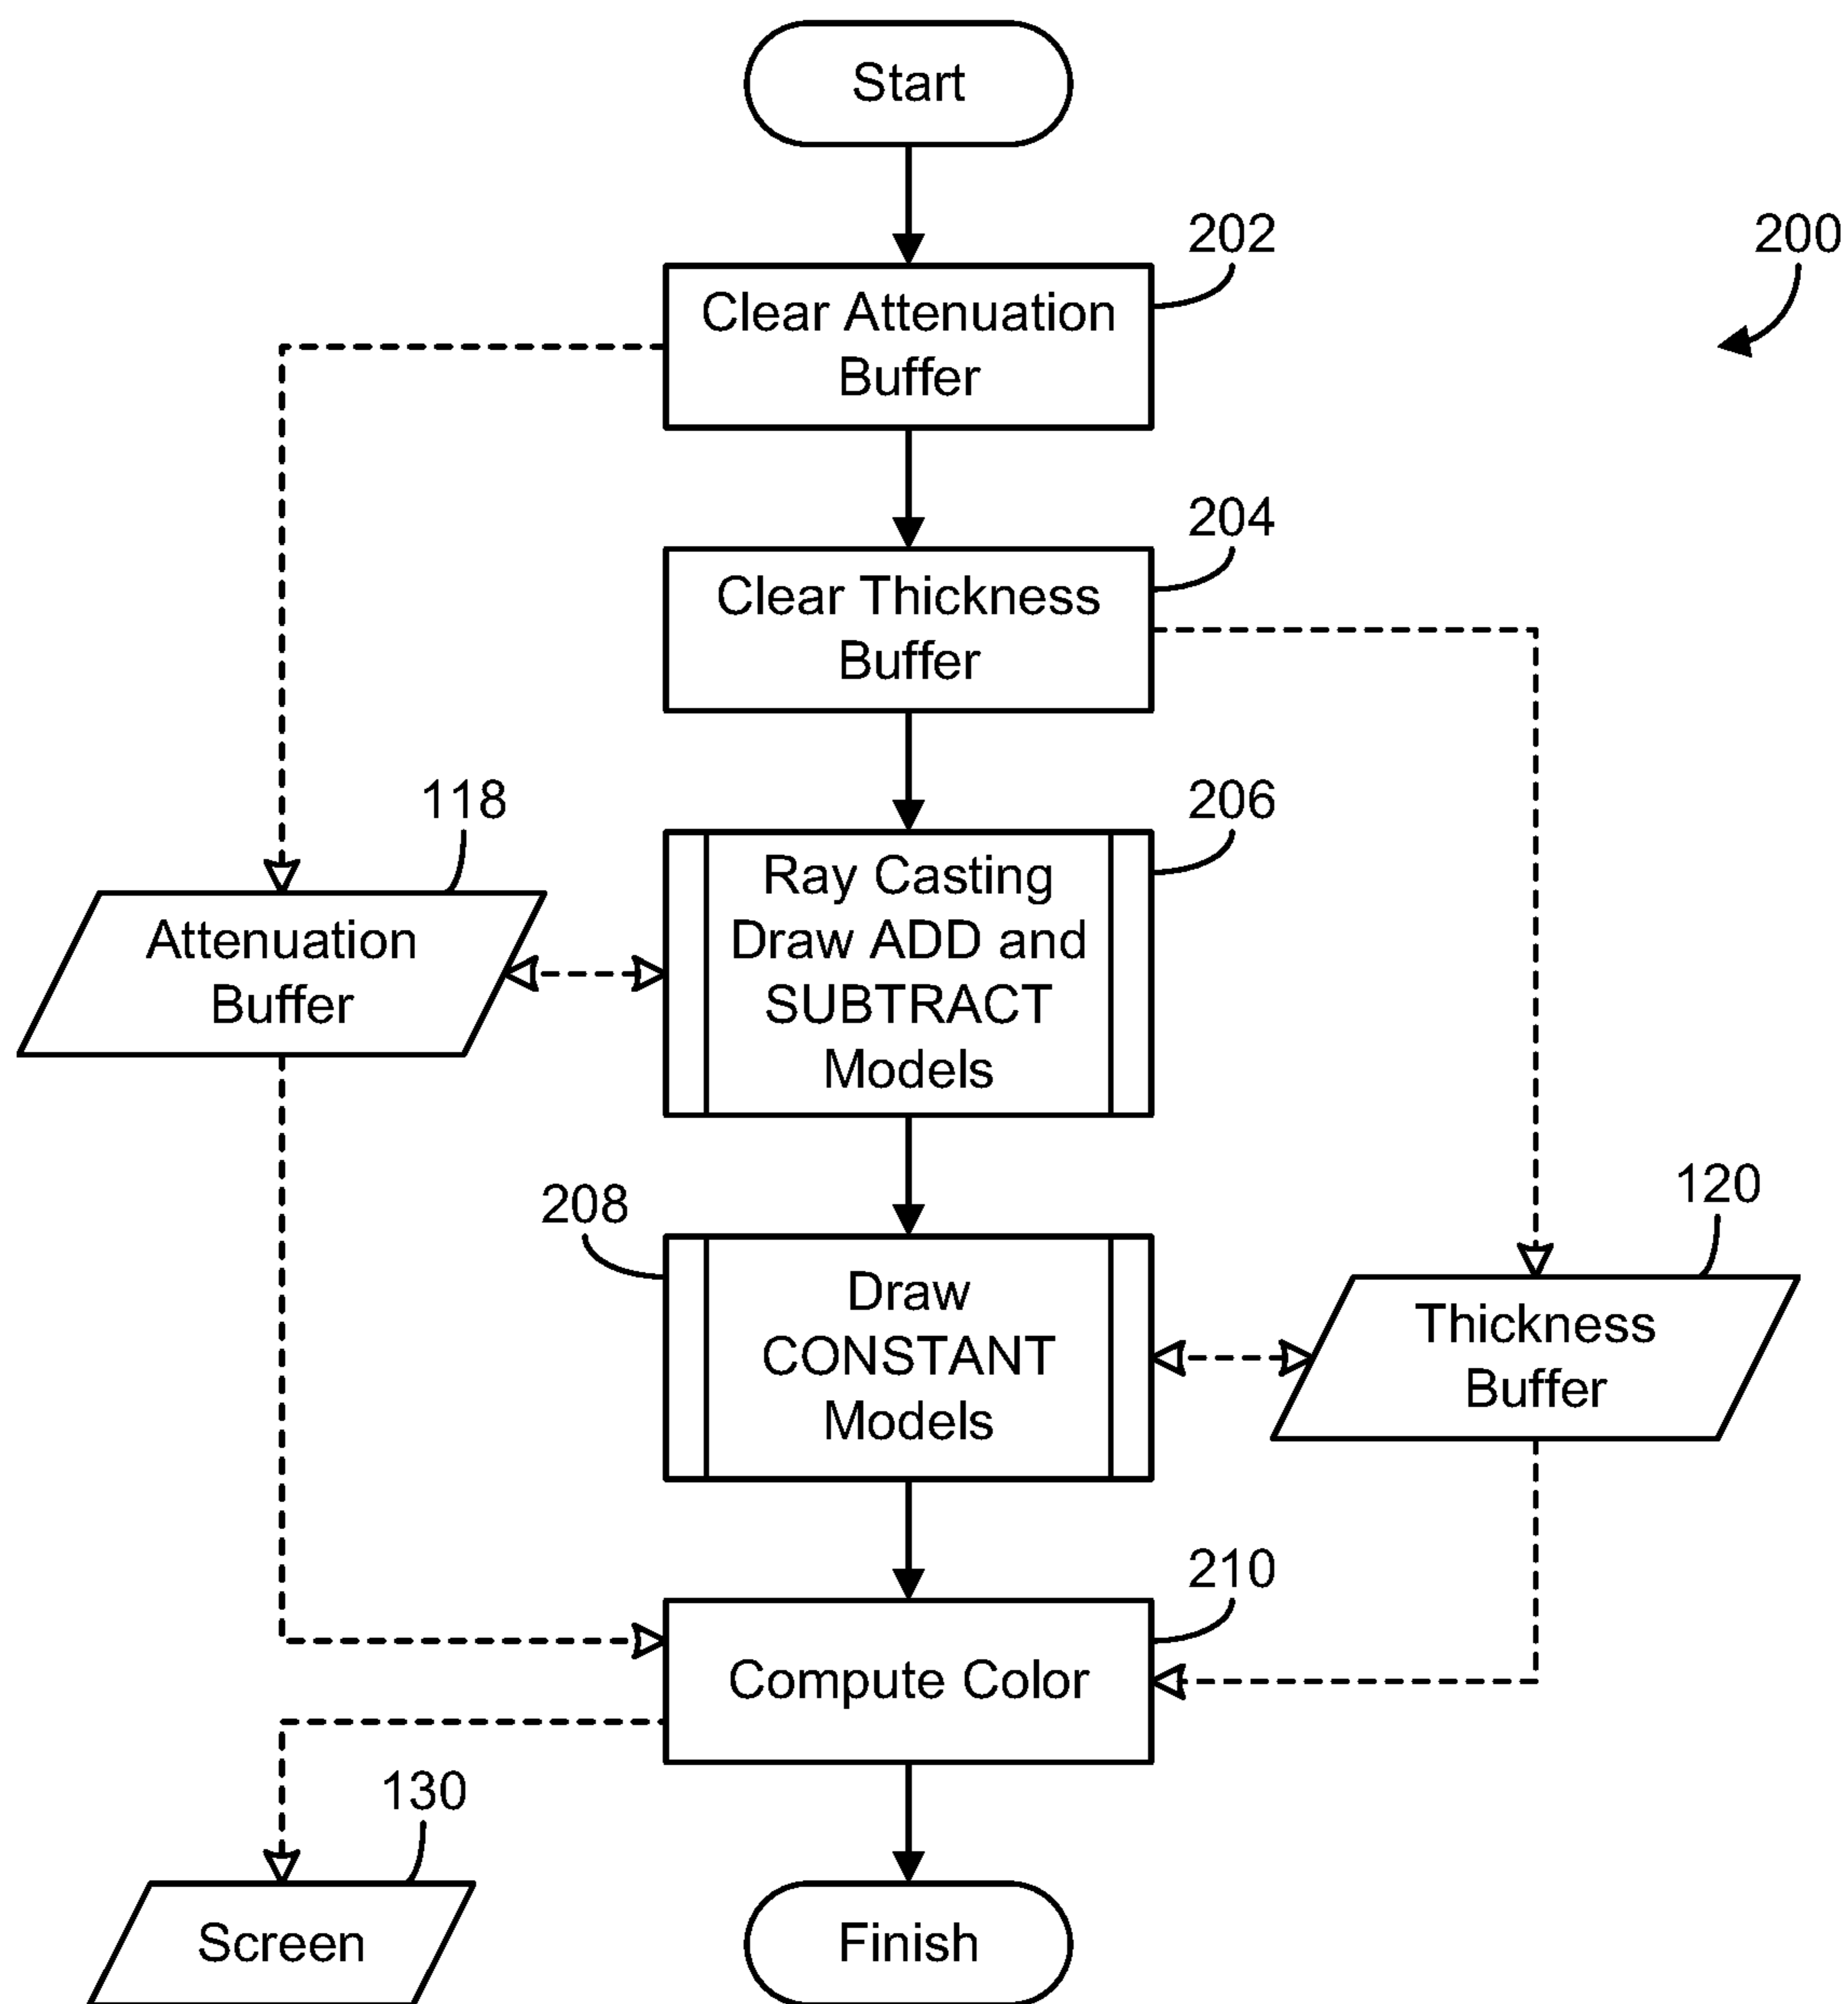 Start
202
200
Clear Attenuation
Buffer
204
Clear Thickness
Buffer
118
206
Ray Casting
Draw ADD and
SUBTRACT
Models
Attenuation
Buffer
208
120
Draw
CONSTANT
Models
Thickness
Buffer
210
Compute Color
130
Screen
Finish